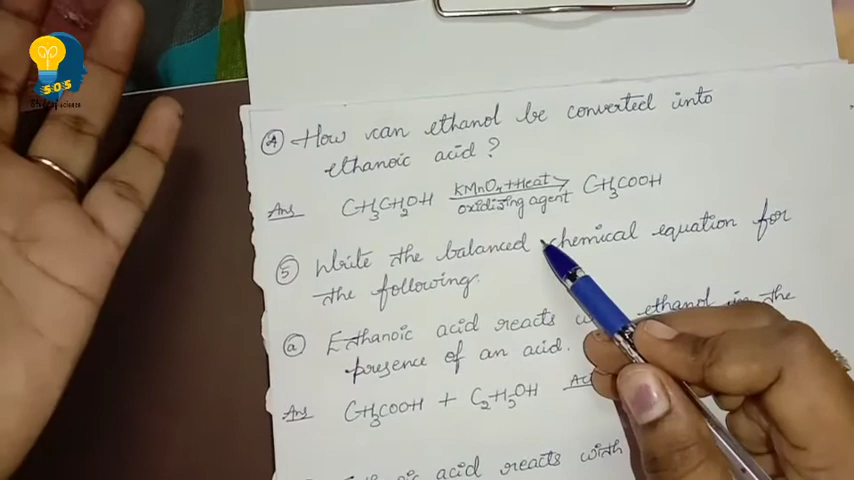 SOS
④ How can ethanol be converted into
ethanoic acid?
Ans CH3CH2OH KMnO4+Heat → CH3COOH
oxidizing agent
⑤ Write the balanced chemical equation for
the following.
ⓐ Ethanoic acid reacts ethanol in the
presence of an acid.
Ans CH3COOH + C2H5OH
acid reacts with